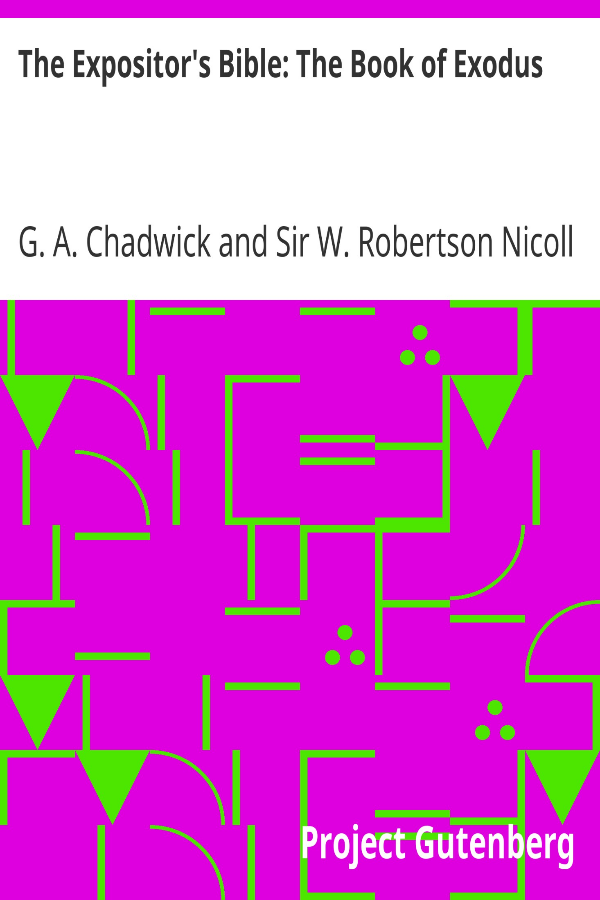 The Expositor's Bible: The Book of Exodus
G. A. Chadwick and Sir W. Robertson Nicoll
Project Gutenberg